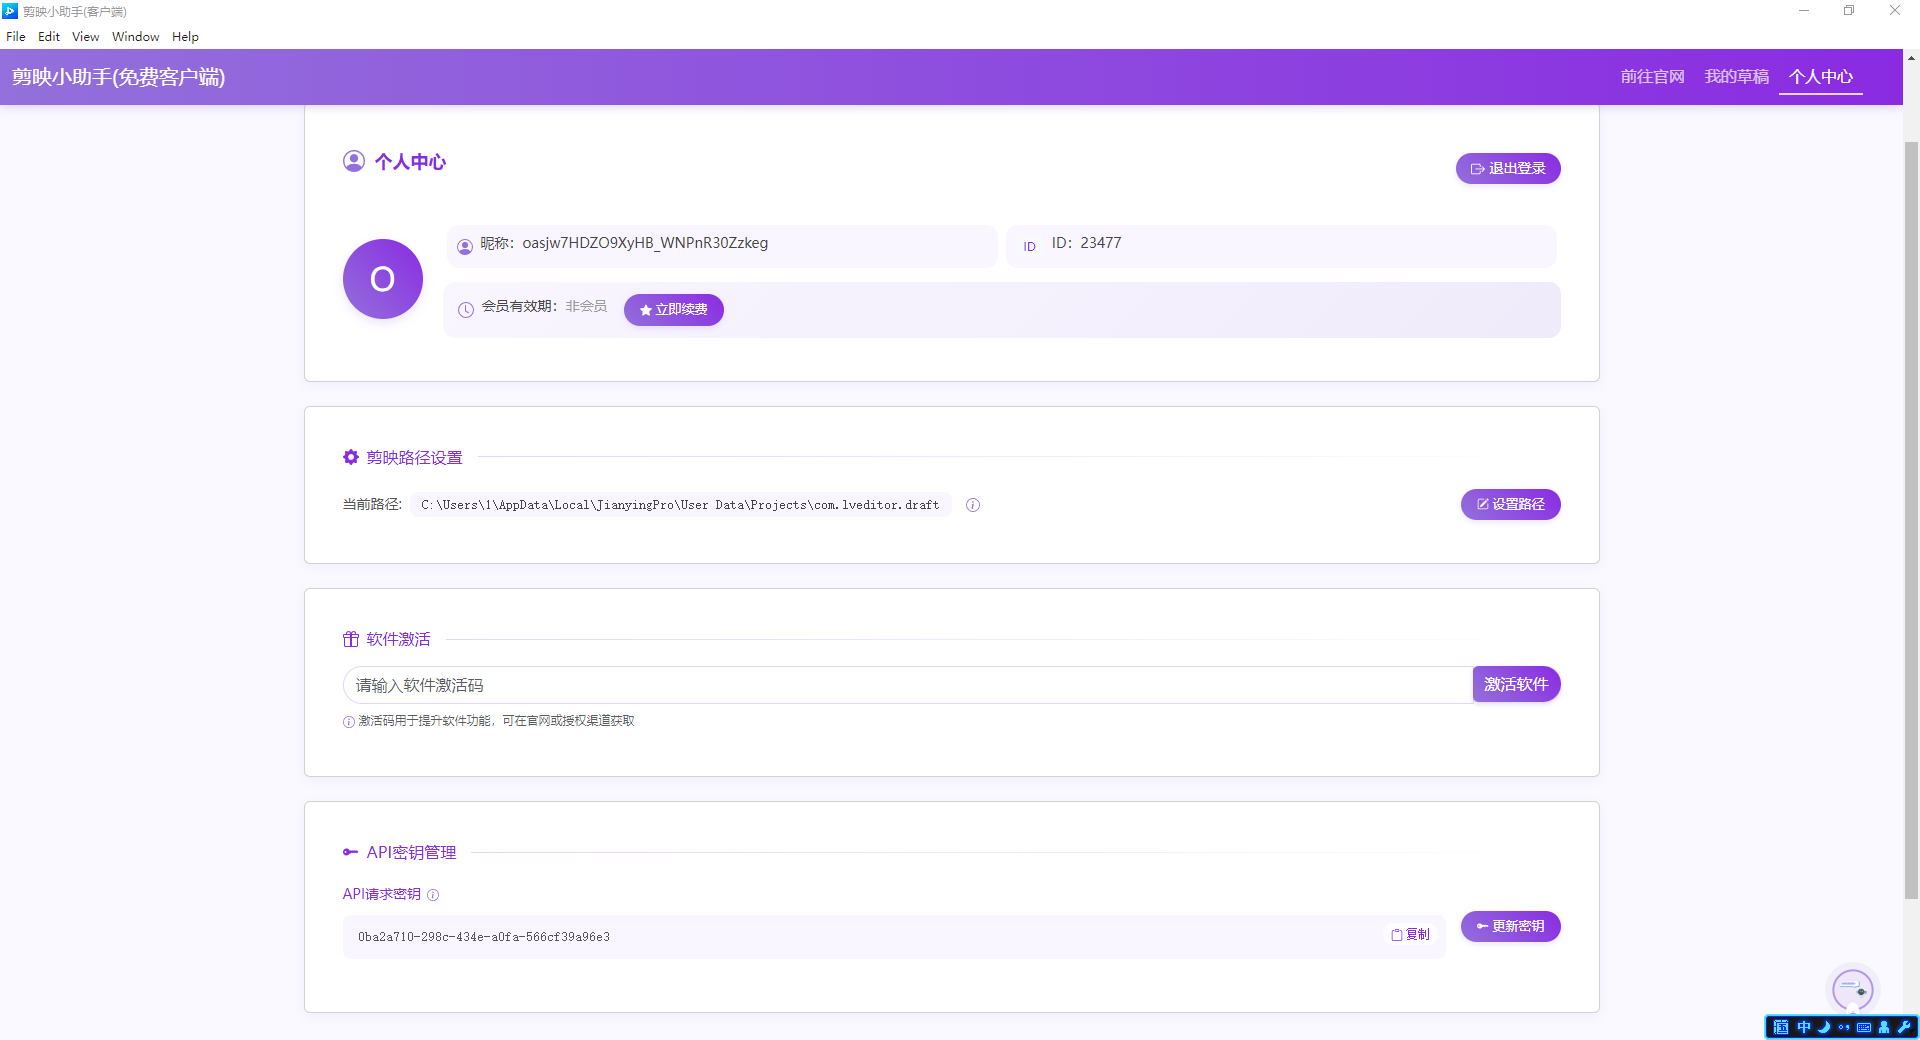 剪映小助手(客户端)
File Edit View Window Help
剪映小助手(免费客户端)
前往官网 我的草稿 个人中心
个人中心
退出登录
O
昵称：oasjw7HDZO9XyHB_WNPnR30Zzkeg
ID ID：23477
会员有效期：非会员 立即续费
剪映路径设置
当前路径: C:\Users\1\AppData\Local\JianyingPro\User Data\Projects\com.lveditor.draft
设置路径
软件激活
请输入软件激活码
激活软件
激活码用于提升软件功能，可在官网或授权渠道获取
API密钥管理
API请求密钥
0ba2a710-298c-434e-a0fa-566cf39a96e3
复制
更新密钥
中